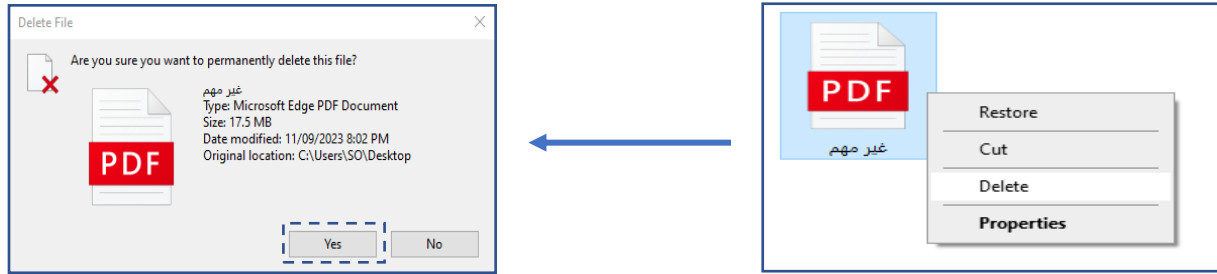 Delete File
Are you sure you want to permanently delete this file?
غير مهم
Type: Microsoft Edge PDF Document
Size: 17.5 MB
Date modified: 11/09/2023 8:02 PM
Original location: C:\Users\SO\Desktop
PDF
Yes
No
PDF
غير مهم
Restore
Cut
Delete
Properties